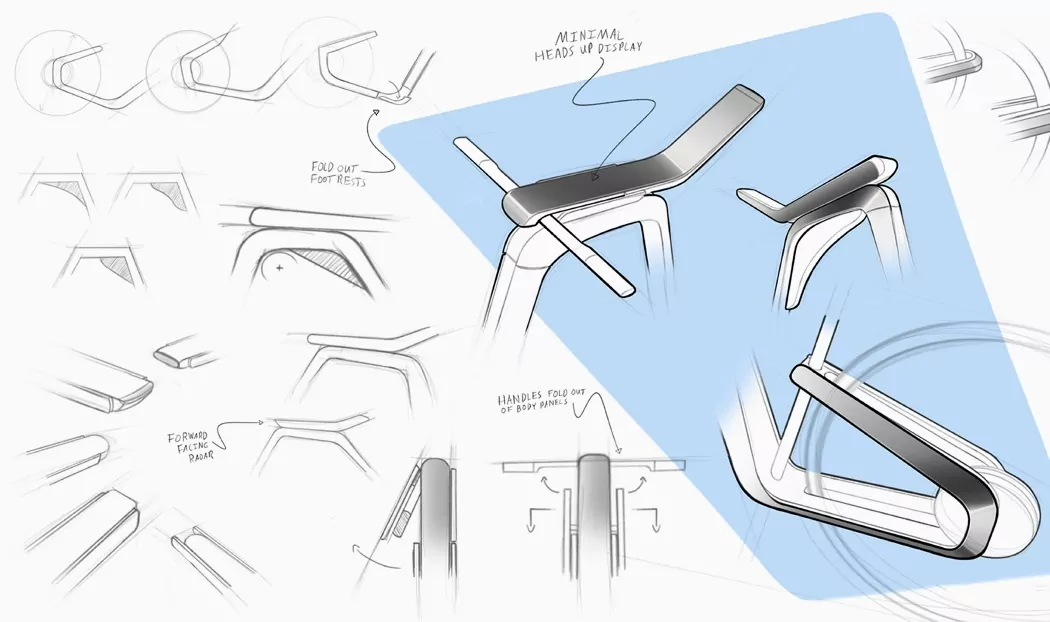 MINIMAL
HEADS UP DISPLAY
FOLD OUT
FOOT RESTS
HANDLES FOLD OUT
OF BODY PANELS
FORWARD
FACING
RADAR